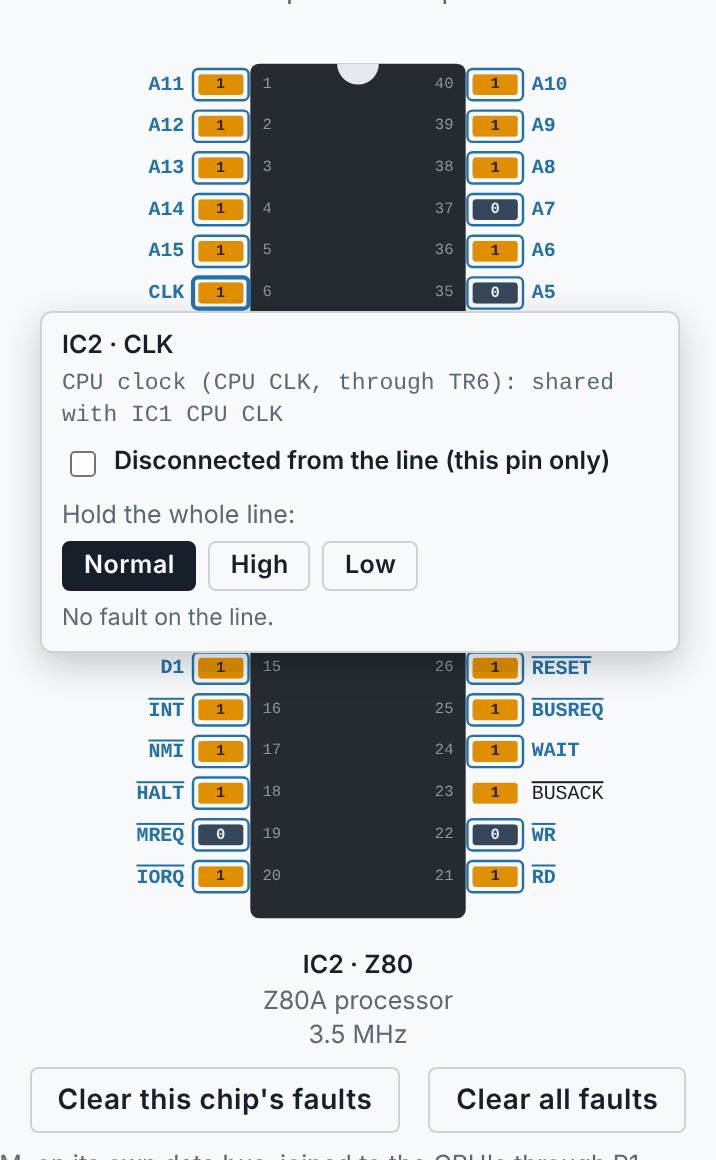 A11 1 1 40 1 A10
A12 1 2 39 1 A9
A13 1 3 38 1 A8
A14 1 4 37 0 A7
A15 1 5 36 1 A6
CLK 1 6 35 0 A5
IC2 · CLK
CPU clock (CPU CLK, through TR6): shared
with IC1 CPU CLK
Disconnected from the line (this pin only)
Hold the whole line:
Normal High Low
No fault on the line.
D1 1 15 26 1 RESET
INT 1 16 25 1 BUSREQ
NMI 1 17 24 1 WAIT
HALT 1 18 23 1 BUSACK
MREQ 0 19 22 0 WR
IORQ 1 20 21 1 RD
IC2 · Z80
Z80A processor
3.5 MHz
Clear this chip's faults Clear all faults